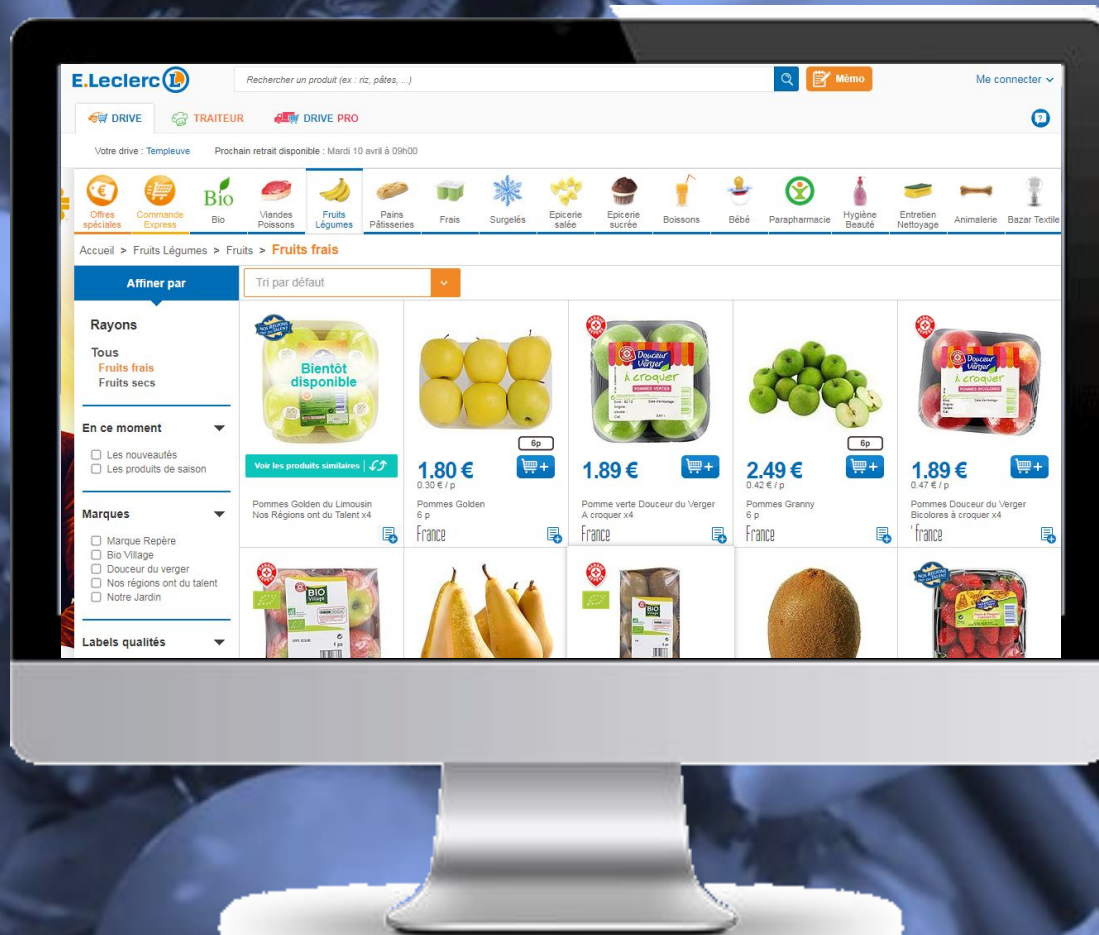 E.Leclerc L
Rechercher un produit (ex : riz, pâtes, ...)
Mémo
Me connecter
DRIVE
TRAITEUR
DRIVE PRO
?
Votre drive : Templeuve
Prochain retrait disponible : Mardi 10 avril à 09h00
Offres spéciales
Commande Express
Bio
Bio
Viandes Poissons
Fruits Légumes
Pains Pâtisseries
Frais
Surgelés
Epicerie salée
Epicerie sucrée
Boissons
Bébé
Parapharmacie
Hygiène Beauté
Entretien Nettoyage
Animalerie
Bazar Textile
Accueil > Fruits Légumes > Fruits > Fruits frais
Affiner par
Tri par défaut
Rayons
Tous
Fruits frais
Fruits secs
En ce moment
Les nouveautés
Les produits de saison
Marques
Marque Repère
Bio Village
Douceur du verger
Nos régions ont du talent
Notre Jardin
Labels qualités
Bientôt
disponible
Voir les produits similaires
Pommes Golden du Limousin
Nos Régions ont du Talent x4
6p
1.80 €
0.30 € / p
Pommes Golden
6 p
France
Douceur
Verger
À croquer
POMMES VERTES
1.89 €
Pomme verte Douceur du Verger
A croquer x4
France
6p
2.49 €
0.42 € / p
Pommes Granny
6 p
France
Douceur
Verger
À croquer
POMMES BICOLORES
1.89 €
0.47 € / p
Pommes Douceur du Verger
Bicolores à croquer x4
France
BIO
Village
BIO
Village